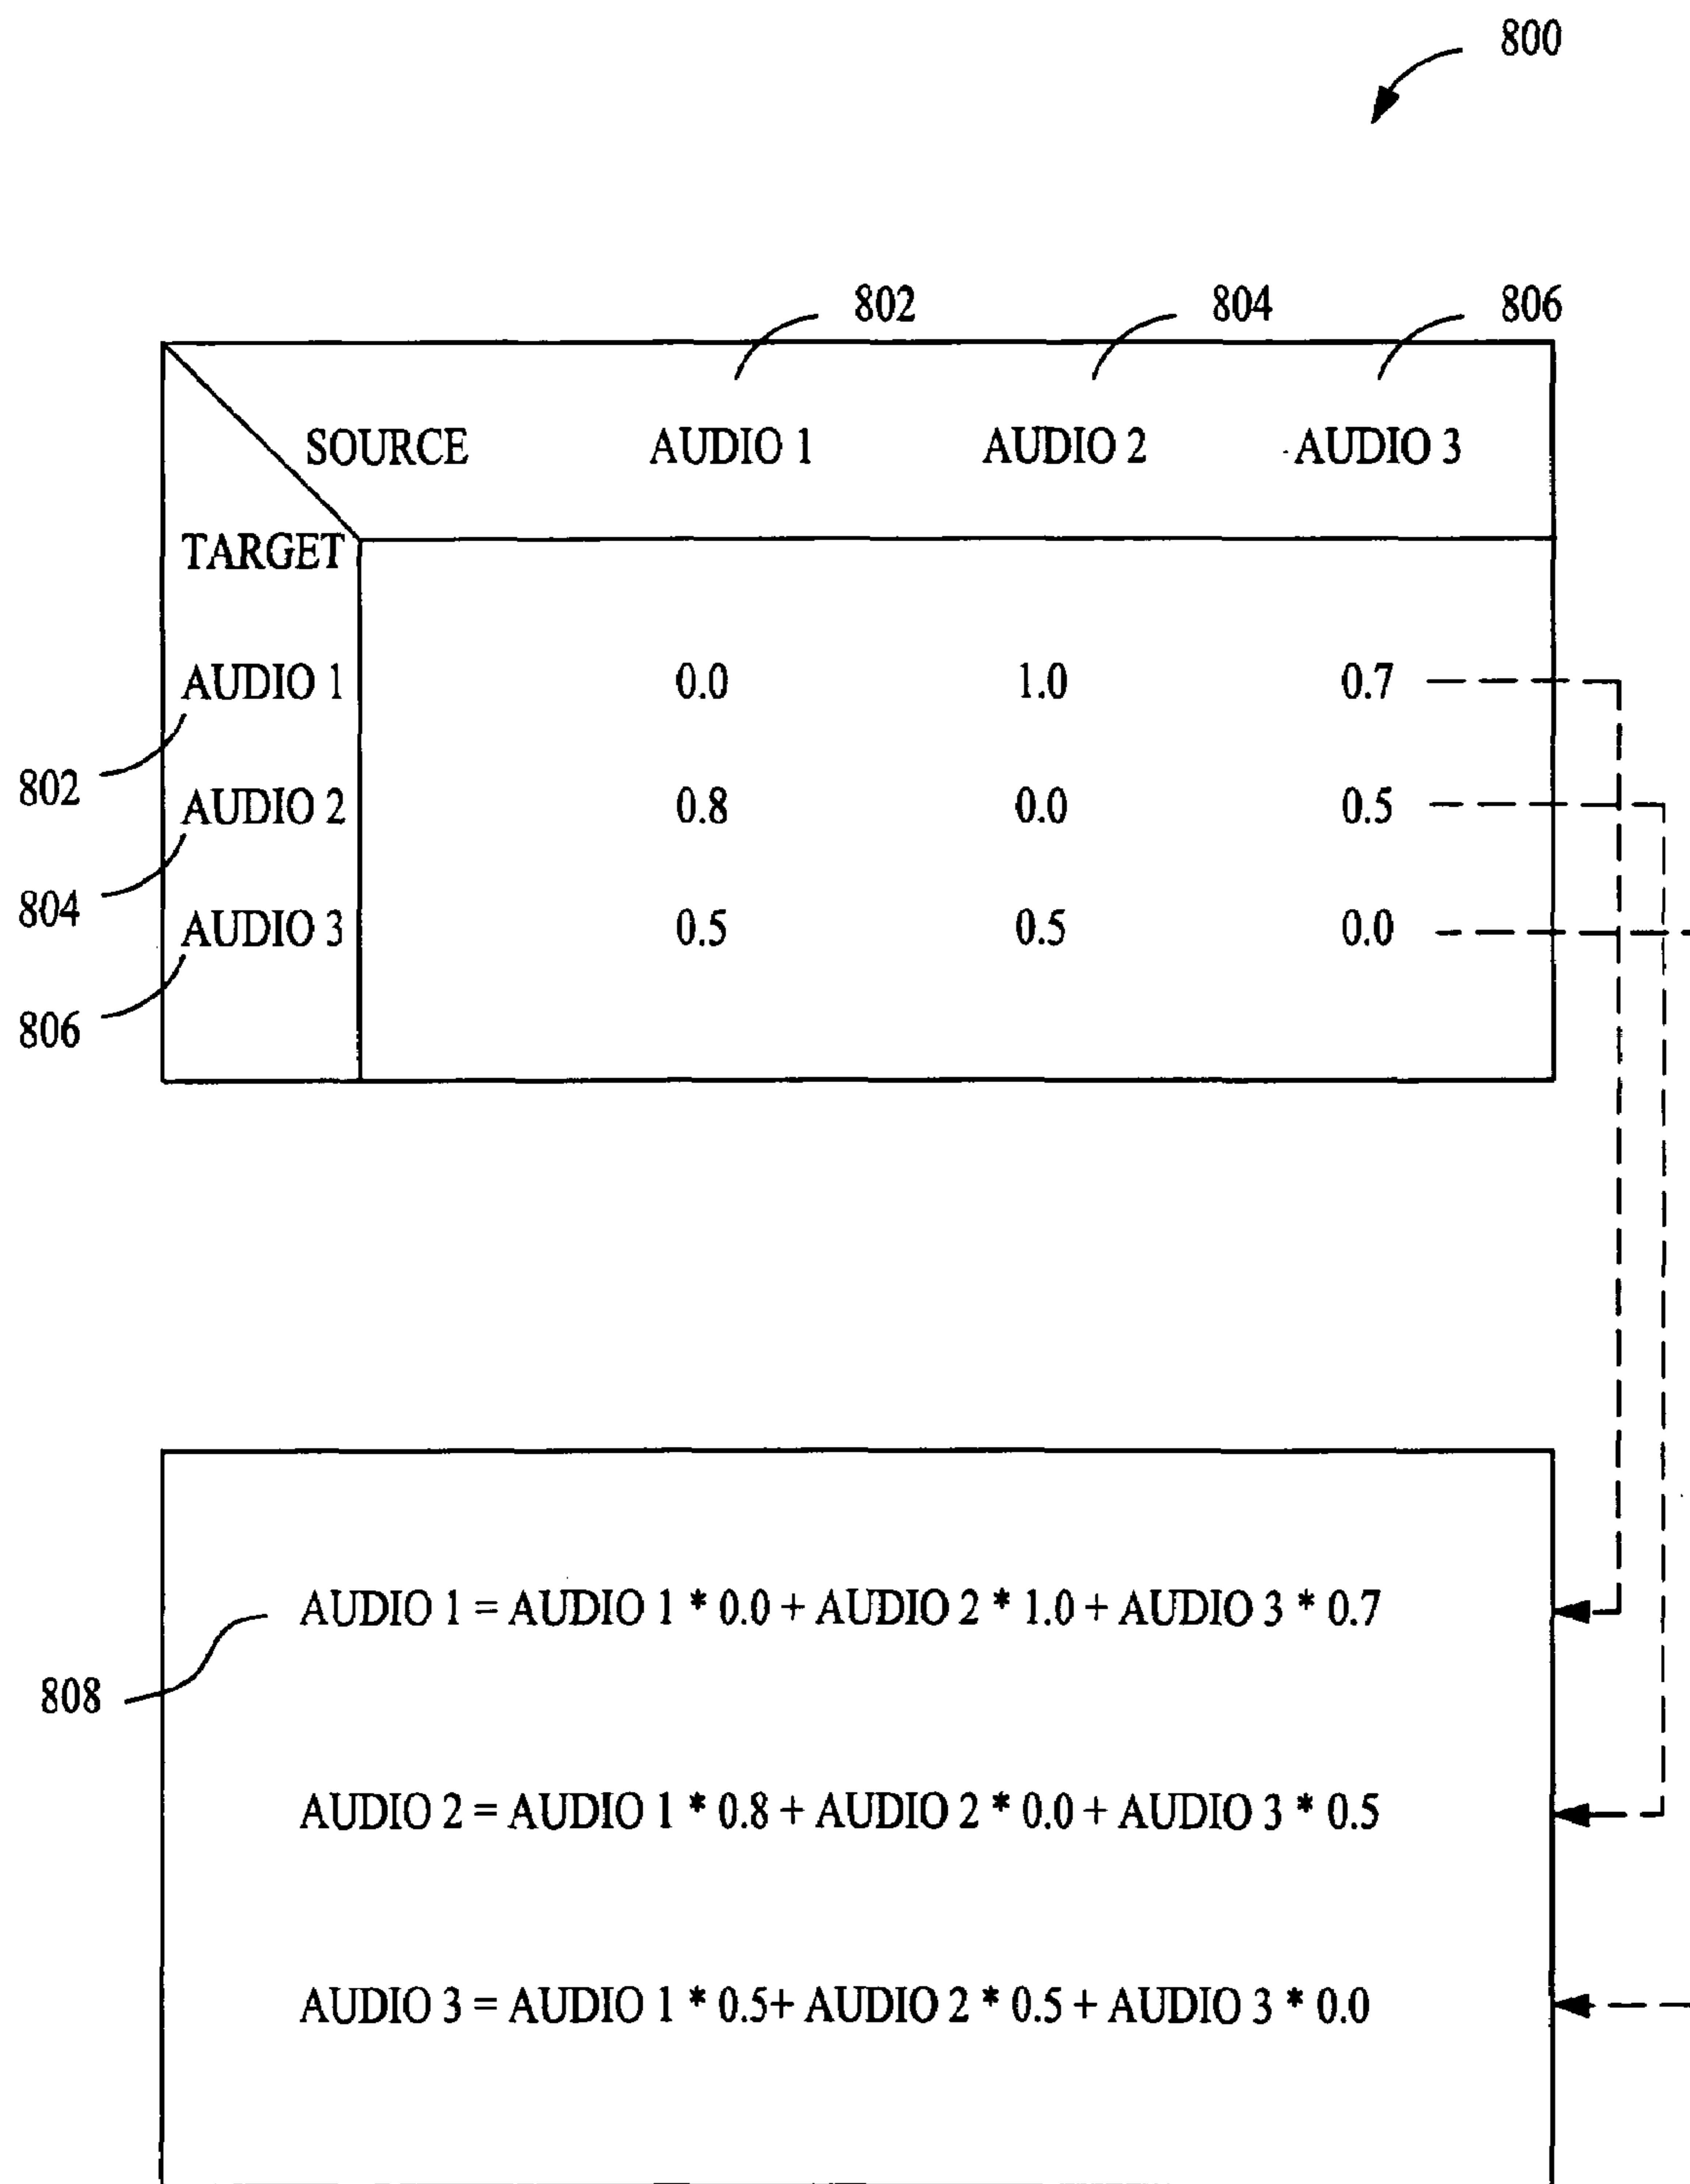 800
802 804 806
SOURCE AUDIO 1 AUDIO 2 AUDIO 3
TARGET
AUDIO 1 0.0 1.0 0.7
802
AUDIO 2 0.8 0.0 0.5
804
AUDIO 3 0.5 0.5 0.0
806
AUDIO 1 = AUDIO 1 * 0.0 + AUDIO 2 * 1.0 + AUDIO 3 * 0.7
808
AUDIO 2 = AUDIO 1 * 0.8 + AUDIO 2 * 0.0 + AUDIO 3 * 0.5
AUDIO 3 = AUDIO 1 * 0.5+ AUDIO 2 * 0.5 + AUDIO 3 * 0.0